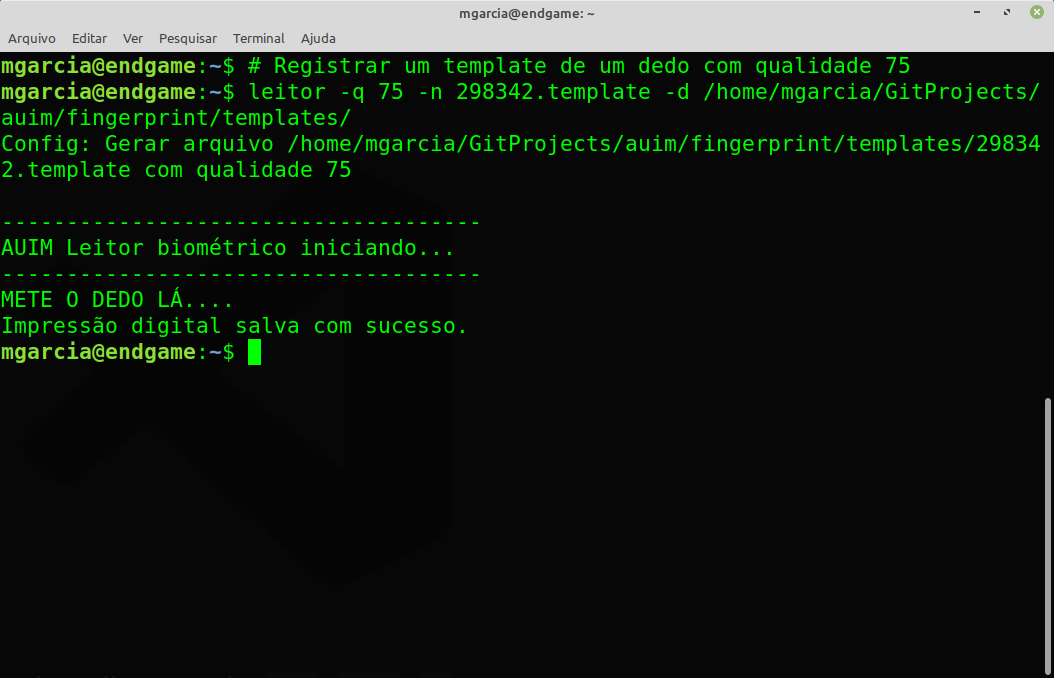 mgarcia@endgame: ~
Arquivo Editar Ver Pesquisar Terminal Ajuda
mgarcia@endgame:~$ # Registrar um template de um dedo com qualidade 75
mgarcia@endgame:~$ leitor -q 75 -n 298342.template -d /home/mgarcia/GitProjects/
auim/fingerprint/templates/
Config: Gerar arquivo /home/mgarcia/GitProjects/auim/fingerprint/templates/29834
2.template com qualidade 75
-------------------------------------
AUIM Leitor biométrico iniciando...
-------------------------------------
METE O DEDO LÁ....
Impressão digital salva com sucesso.
mgarcia@endgame:~$